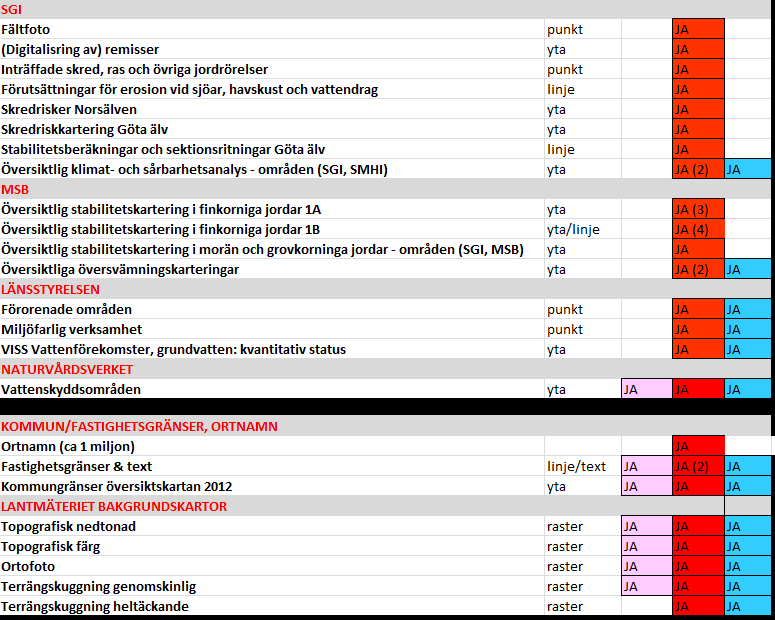 SGI
Fältfoto punkt JA
(Digitalisring av) remisser yta JA
Inträffade skred, ras och övriga jordrörelser punkt JA
Förutsättningar för erosion vid sjöar, havskust och vattendrag linje JA
Skredrisker Norsälven yta JA
Skredriskkartering Göta älv yta JA
Stabilitetsberäkningar och sektionsritningar Göta älv linje JA
Översiktlig klimat- och sårbarhetsanalys - områden (SGI, SMHI) yta JA (2) JA
MSB
Översiktlig stabilitetskartering i finkorniga jordar 1A yta JA (3)
Översiktlig stabilitetskartering i finkorniga jordar 1B yta/linje JA (4)
Översiktlig stabilitetskartering i morän och grovkorninga jordar - områden (SGI, MSB) yta JA
Översiktliga översvämningskarteringar yta JA (2) JA
LÄNSSTYRELSEN
Förorenade områden punkt JA JA
Miljöfarlig verksamhet punkt JA JA
VISS Vattenförekomster, grundvatten: kvantitativ status yta JA JA
NATURVÅRDSVERKET
Vattenskyddsområden yta JA JA JA
KOMMUN/FASTIGHETSGRÄNSER, ORTNAMN
Ortnamn (ca 1 miljon) JA
Fastighetsgränser & text linje/text JA JA (2) JA
Kommungränser översiktskartan 2012 yta JA JA JA
LANTMÄTERIET BAKGRUNDSKARTOR
Topografisk nedtonad raster JA JA JA
Topografisk färg raster JA JA JA
Ortofoto raster JA JA JA
Terrängskuggning genomskinlig raster JA JA JA
Terrängskuggning heltäckande raster JA JA